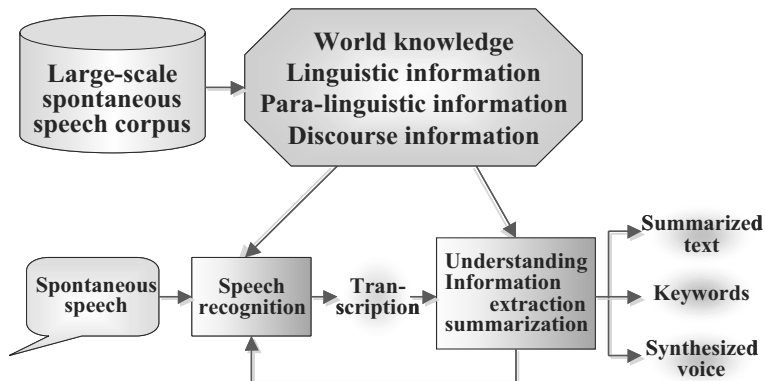 Large-scale
spontaneous
speech corpus
World knowledge
Linguistic information
Para-linguistic information
Discourse information
Spontaneous
speech
Speech
recognition
Tran-
scription
Understanding
Information
extraction
summarization
Summarized
text
Keywords
Synthesized
voice